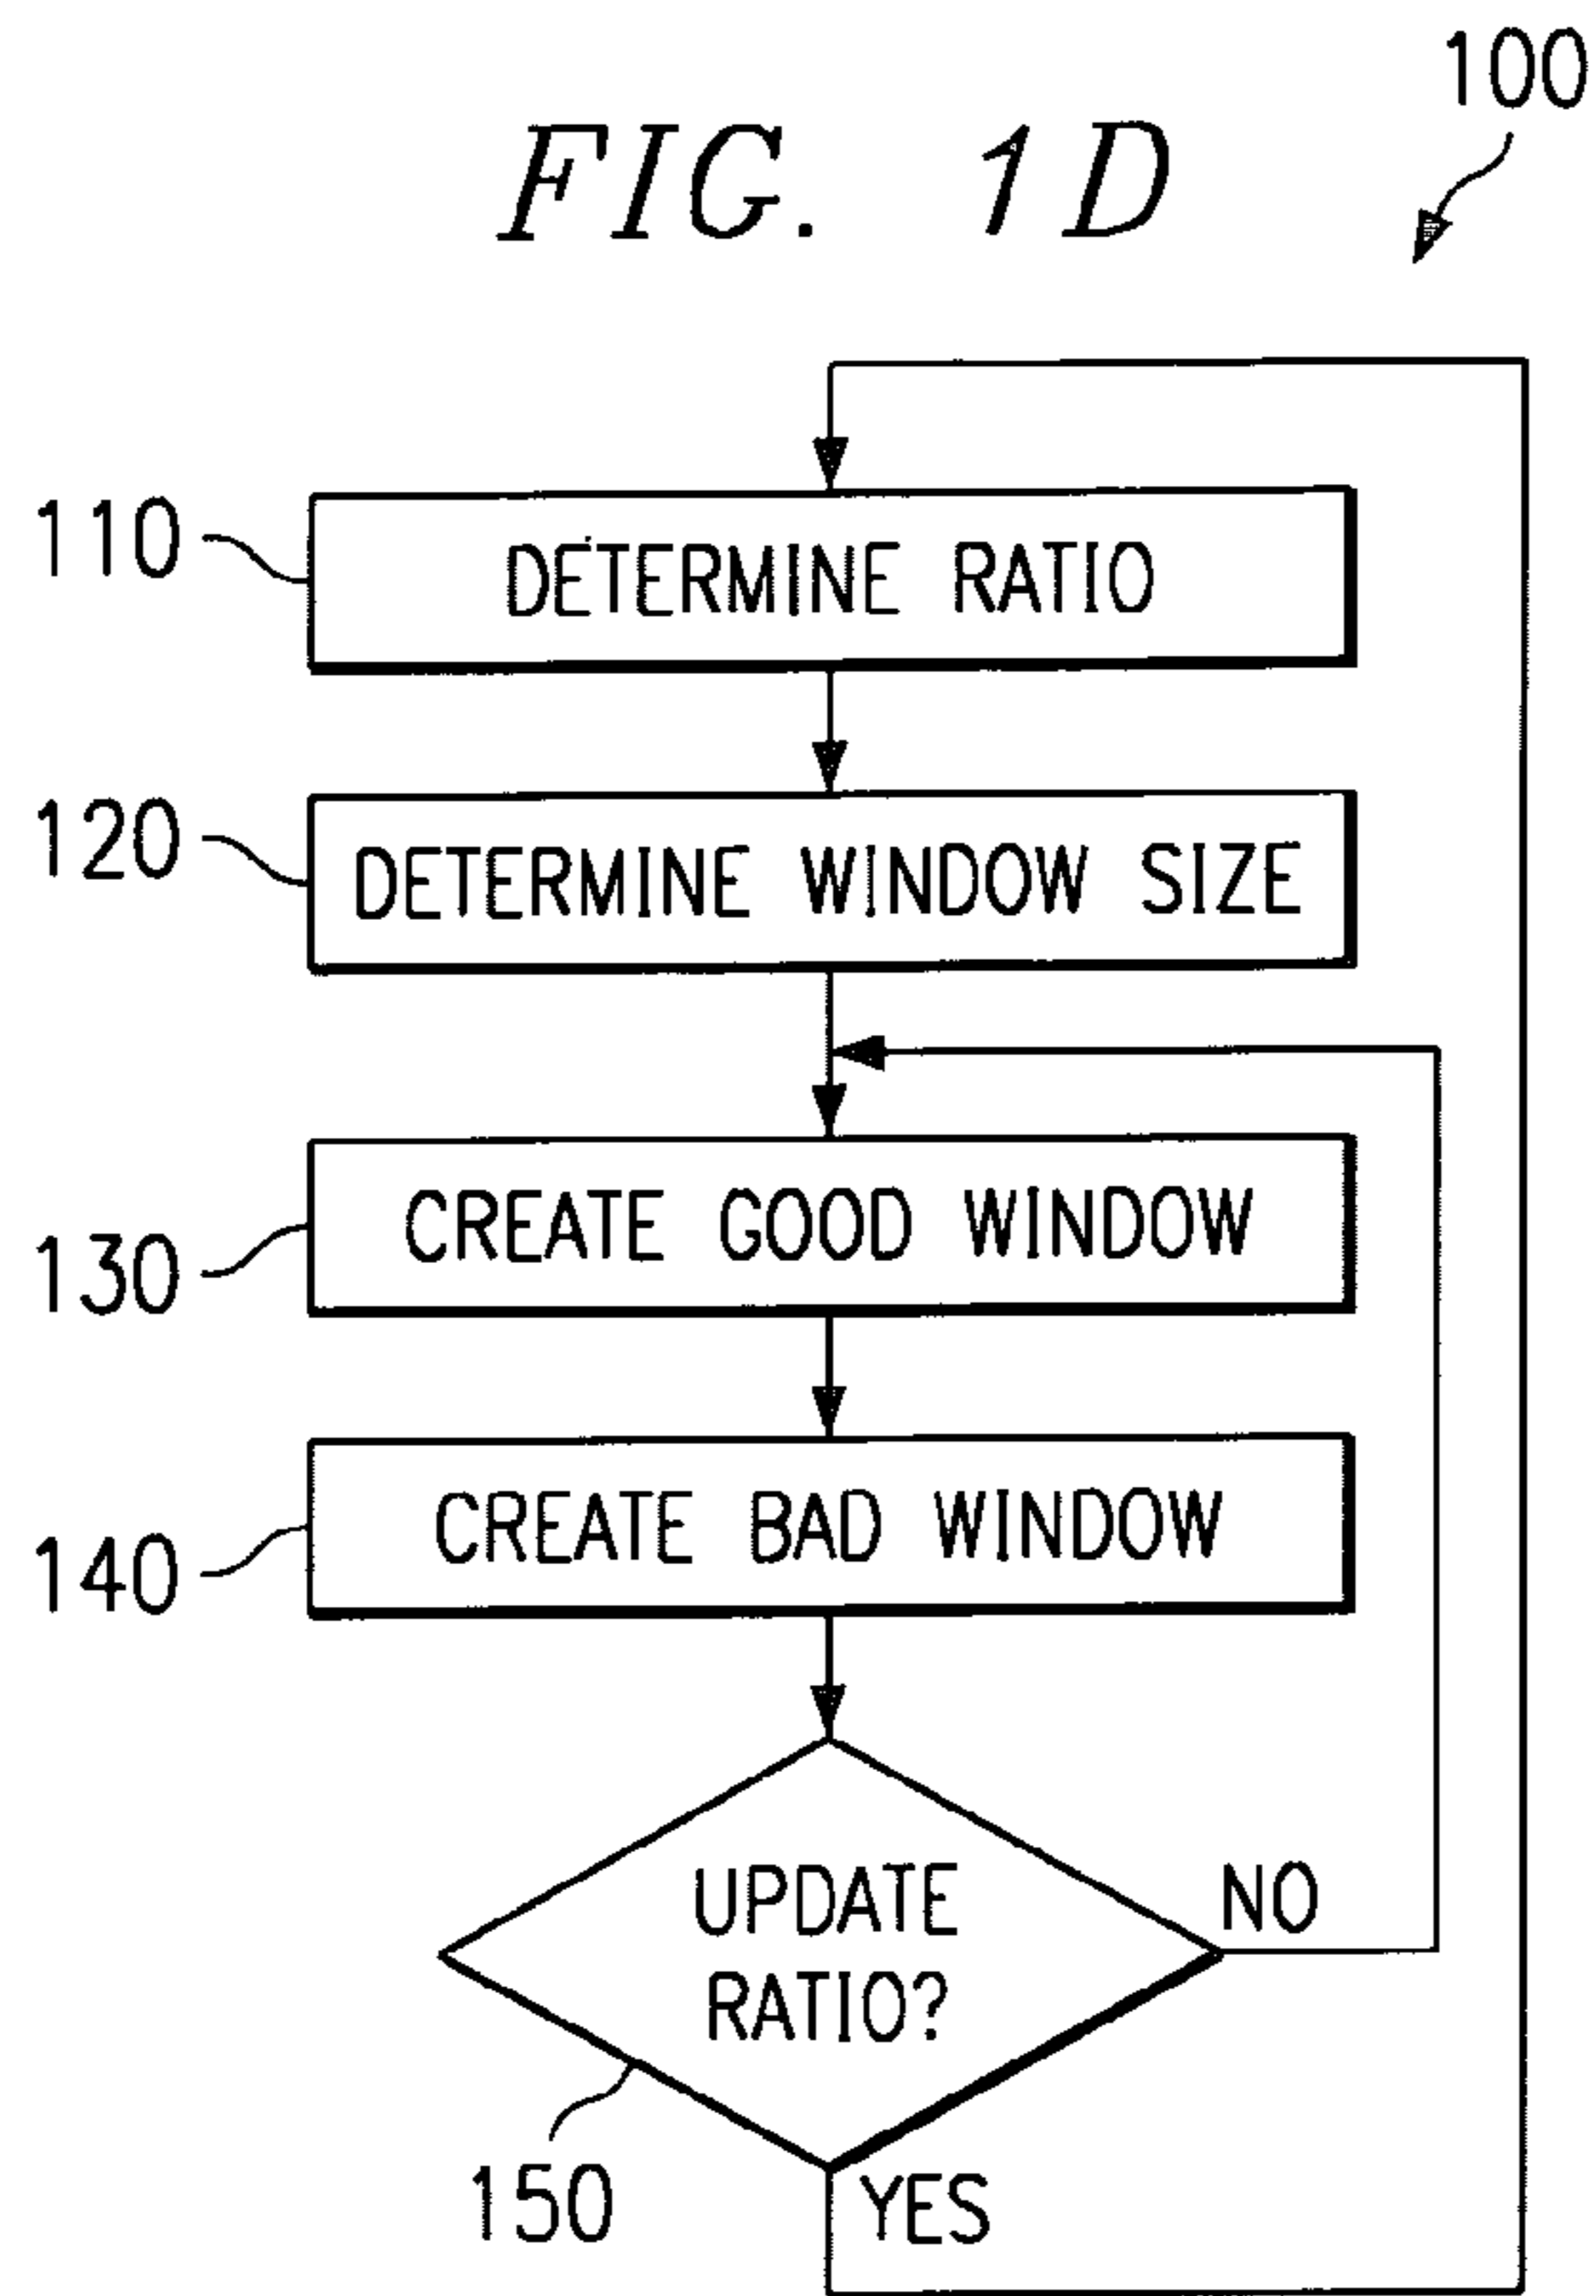 100
FIG. 1D
110
DETERMINE RATIO
120
DETERMINE WINDOW SIZE
130
CREATE GOOD WINDOW
140
CREATE BAD WINDOW
UPDATE
RATIO?
NO
150
YES